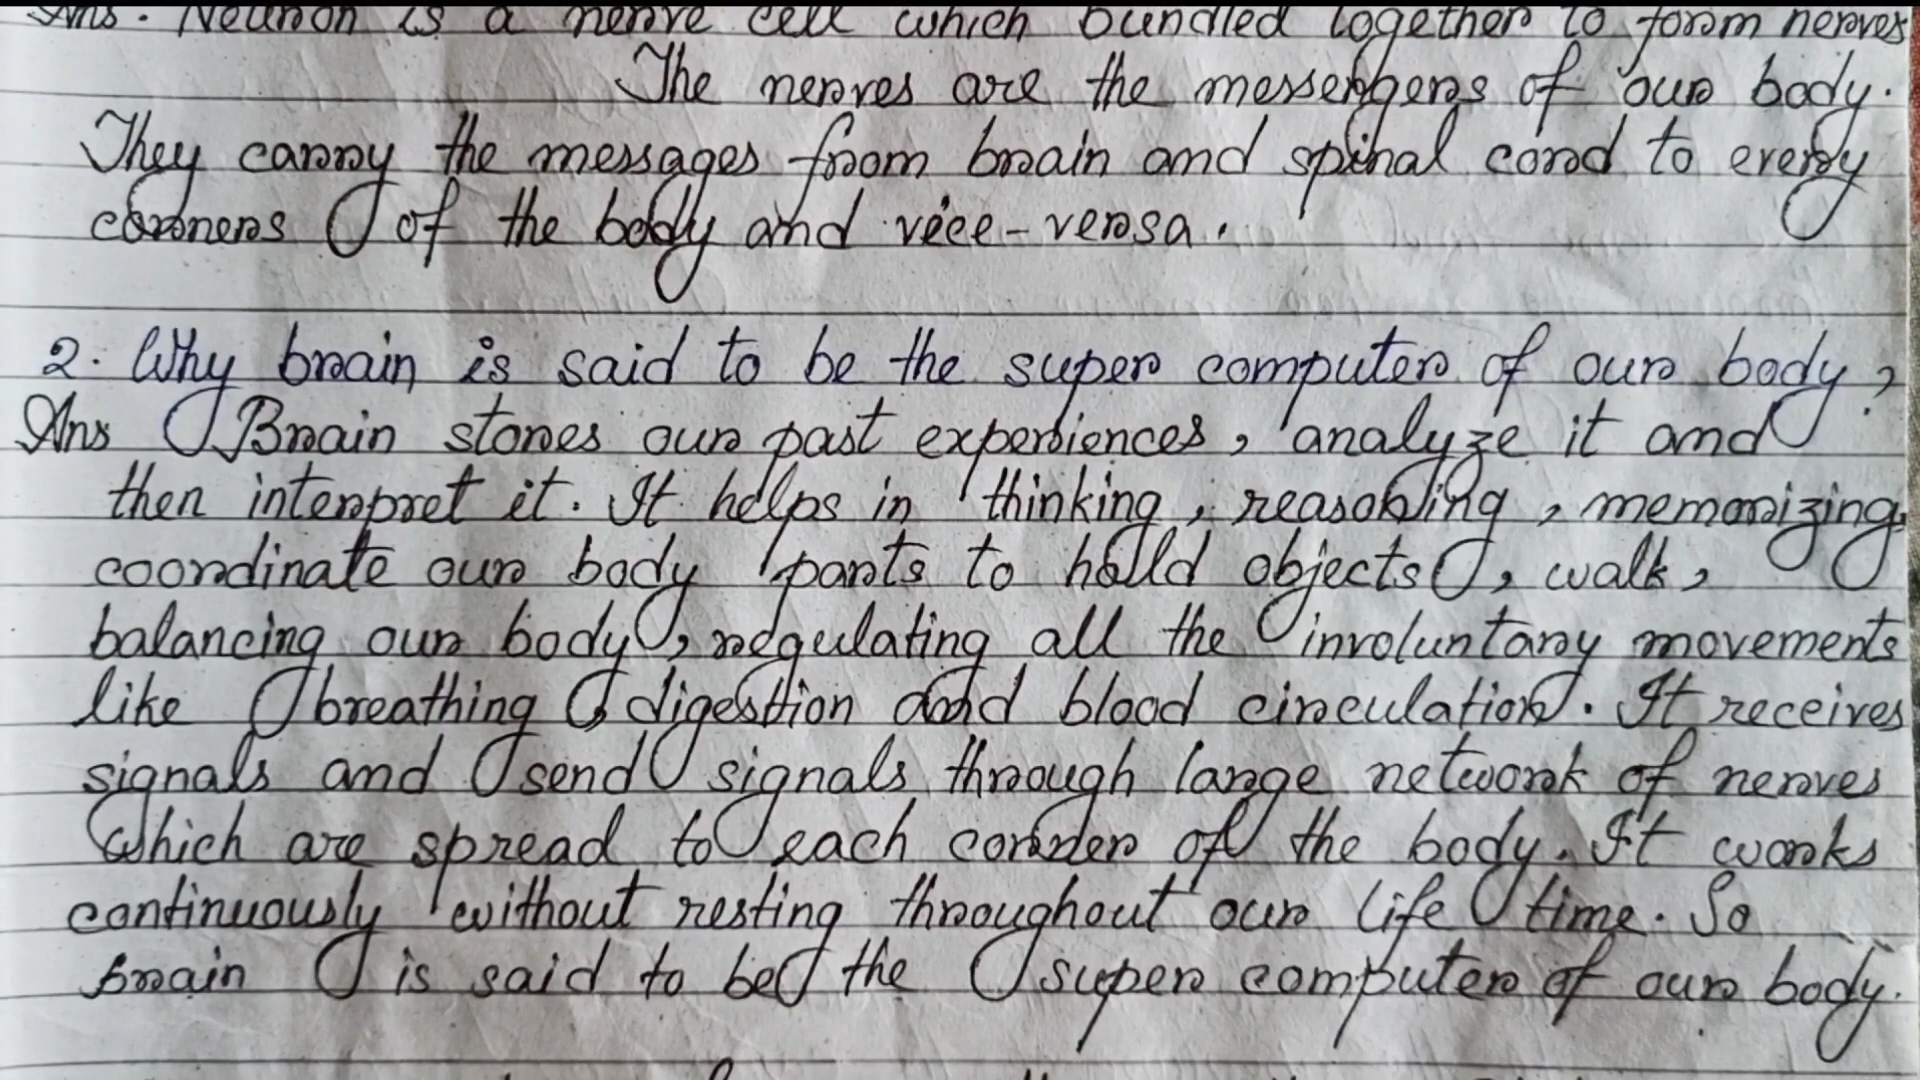 Ans. Neuron is a nerve cell which bundled together to form nerves
The nerves are the messengers of our body.
They carry the messages from brain and spinal cord to every
corners of the body and vice-versa.
2. Why brain is said to be the super computer of our body?
Ans Brain stores our past experiences, analyze it and
then interpret it. It helps in thinking, reasoning, memorizing,
coordinate our body parts to hold objects, walk,
balancing our body, regulating all the involuntary movements
like breathing, digestion and blood circulation. It receives
signals and send signals through large network of nerves
which are spread to each corner of the body. It works
continuously without resting throughout our life time. So
brain is said to be the super computer of our body.